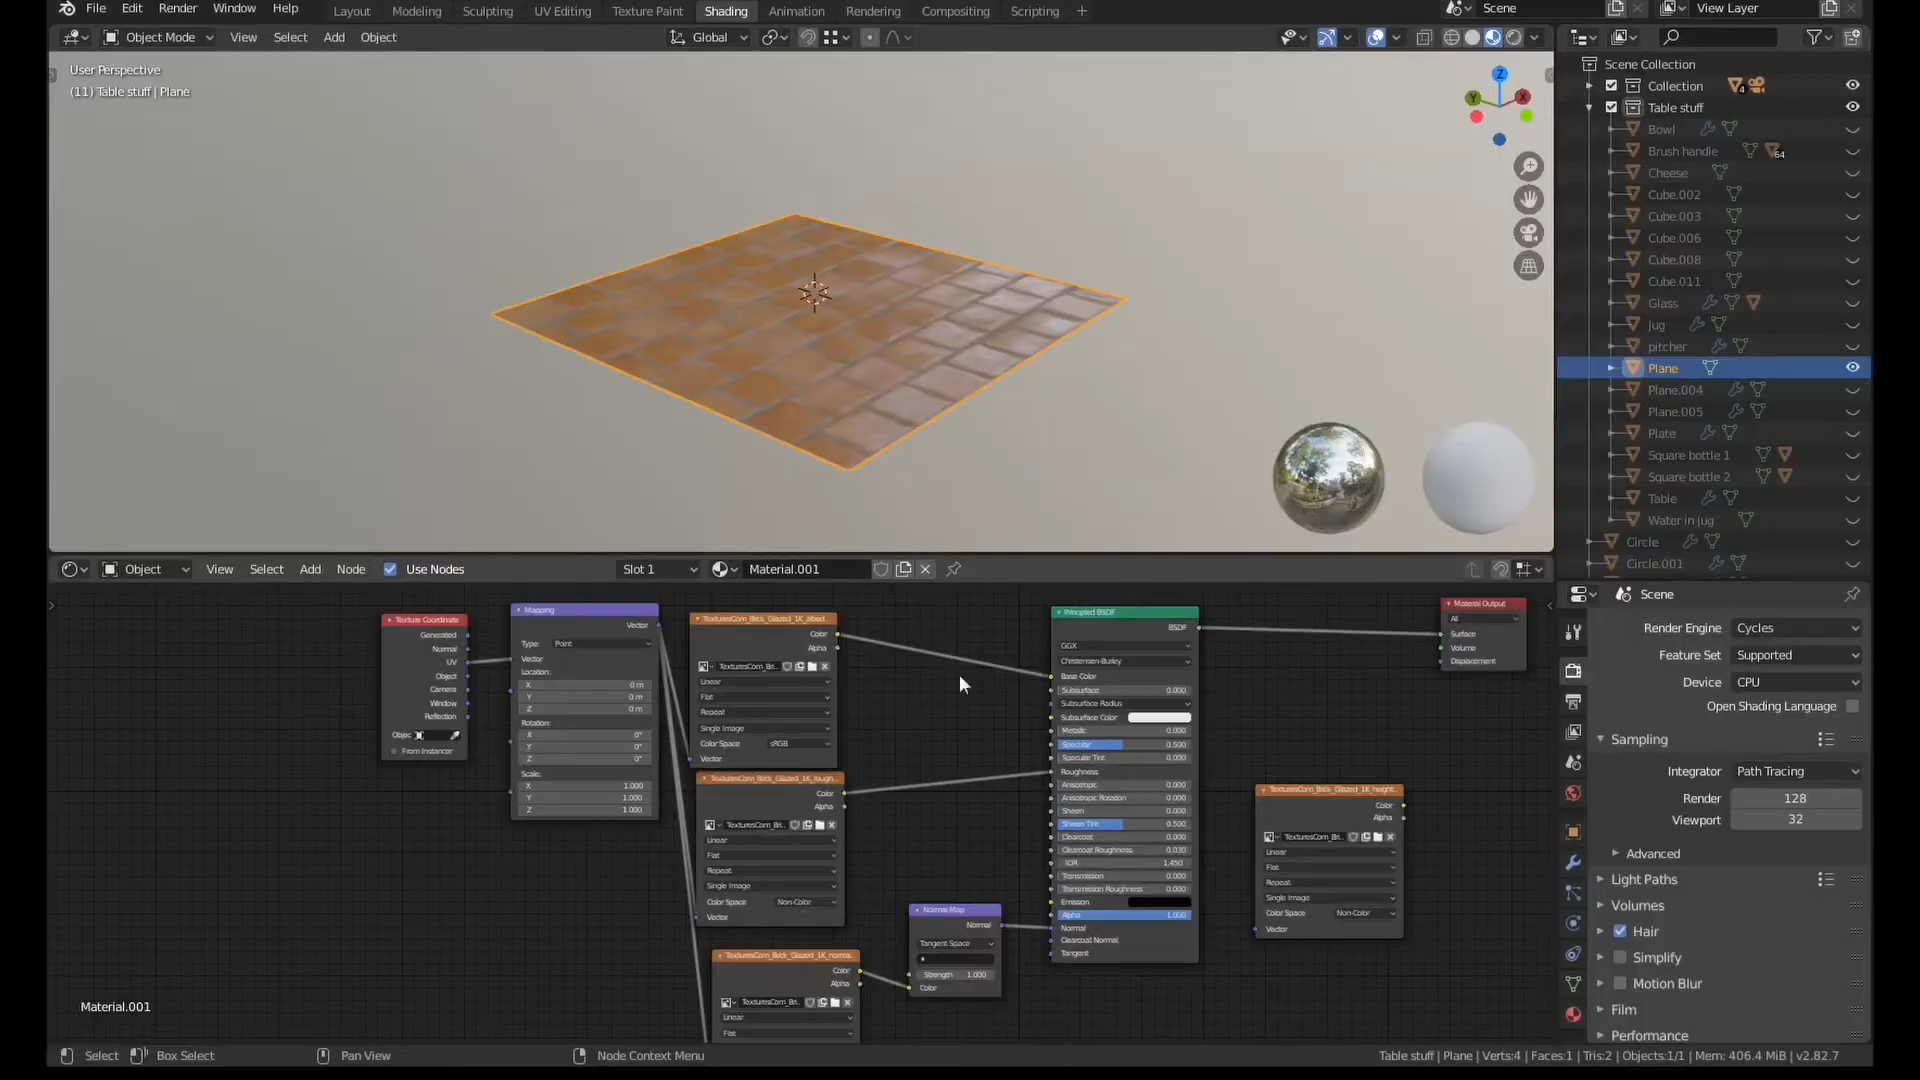 File Edit Render Window Help
Layout Modeling Sculpting UV Editing Texture Paint Shading Animation Rendering Compositing Scripting +
Scene
View Layer
Object Mode View Select Add Object
Global
User Perspective
(11) Table stuff | Plane
Z
Y
X
Scene Collection
Collection 4
Table stuff
Bowl
Brush handle 64
Cheese
Cube.002
Cube.003
Cube.006
Cube.008
Cube.011
Glass
Jug
pitcher
Plane
Plane.004
Plane.005
Plate
Square bottle 1
Square bottle 2
Table
Water in jug
Circle
Circle.001
Object View Select Add Node Use Nodes
Slot 1
Material.001
Texture Coordinate
Generated
Normal
UV
Object
Camera
Window
Reflection
Objec
From Instancer
Mapping
Vector
Type: Point
Vector
Location:
X 0 m
Y 0 m
Z 0 m
Rotation:
X 0°
Y 0°
Z 0°
Scale:
X 1.000
Y 1.000
Z 1.000
TexturesCom_Brick_Glazed_1K_albed...
Color
Alpha
TexturesCom_Bri...
Linear
Flat
Repeat
Single Image
Color Space sRGB
Vector
TexturesCom_Brick_Glazed_1K_rough...
Color
Alpha
TexturesCom_Bri...
Linear
Flat
Repeat
Single Image
Color Space Non-Color
Vector
TexturesCom_Brick_Glazed_1K_norma...
Color
Alpha
TexturesCom_Bri...
Linear
Flat
Normal Map
Normal
Tangent Space
Strength 1.000
Color
Principled BSDF
BSDF
GGX
Christensen-Burley
Base Color
Subsurface 0.000
Subsurface Radius
Subsurface Color
Metallic 0.000
Specular 0.500
Specular Tint 0.000
Roughness
Anisotropic 0.000
Anisotropic Rotation 0.000
Sheen 0.000
Sheen Tint 0.500
Clearcoat 0.000
Clearcoat Roughness 0.030
IOR 1.450
Transmission 0.000
Transmission Roughness 0.000
Emission
Alpha 1.000
Normal
Clearcoat Normal
Tangent
TexturesCom_Brick_Glazed_1K_height...
Color
Alpha
TexturesCom_Bri...
Linear
Flat
Repeat
Single Image
Color Space Non-Color
Vector
Material Output
All
Surface
Volume
Displacement
Material.001
Scene
Render Engine Cycles
Feature Set Supported
Device CPU
Open Shading Language
Sampling
Integrator Path Tracing
Render 128
Viewport 32
Advanced
Light Paths
Volumes
Hair
Simplify
Motion Blur
Film
Performance
Select Box Select Pan View Node Context Menu
Table stuff | Plane | Verts:4 | Faces:1 | Tris:2 | Objects:1/1 | Mem: 406.4 MiB | v2.82.7